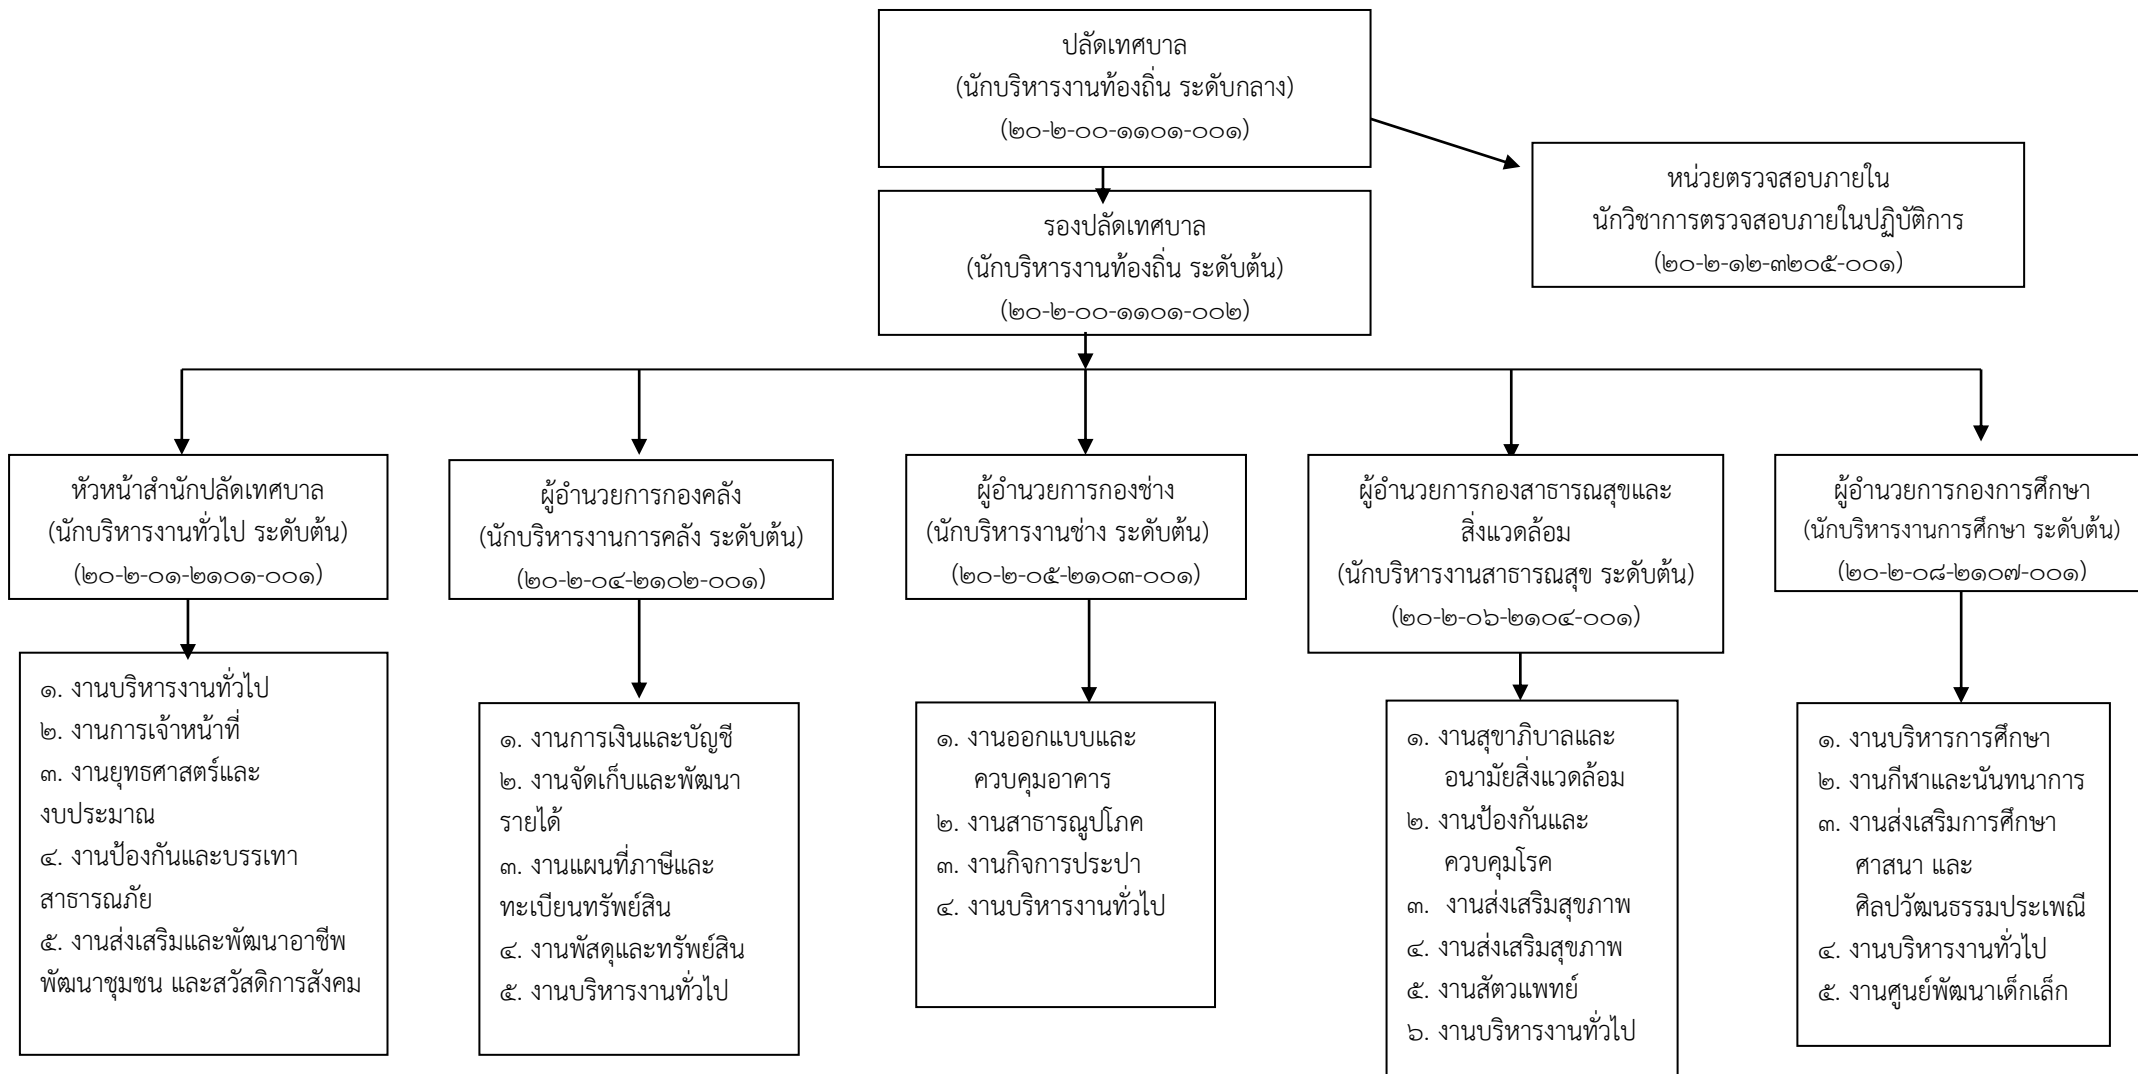 ปลัดเทศบาล
(นักบริหารงานท้องถิ่น ระดับกลาง)
(๒๐-๒-๐๐-๑๑๐๑-๐๐๑)
หน่วยตรวจสอบภายใน
นักวิชาการตรวจสอบภายในปฏิบัติการ
(๒๐-๒-๑๒-๓๒๐๕-๐๐๑)
รองปลัดเทศบาล
(นักบริหารงานท้องถิ่น ระดับต้น)
(๒๐-๒-๐๐-๑๑๐๑-๐๐๒)
หัวหน้าสำนักปลัดเทศบาล
(นักบริหารงานทั่วไป ระดับต้น)
(๒๐-๒-๐๑-๒๑๐๑-๐๐๑)
ผู้อำนวยการกองคลัง
(นักบริหารงานการคลัง ระดับต้น)
(๒๐-๒-๐๔-๒๑๐๒-๐๐๑)
ผู้อำนวยการกองช่าง
(นักบริหารงานช่าง ระดับต้น)
(๒๐-๒-๐๕-๒๑๐๓-๐๐๑)
ผู้อำนวยการกองสาธารณสุขและ
สิ่งแวดล้อม
(นักบริหารงานสาธารณสุข ระดับต้น)
(๒๐-๒-๐๖-๒๑๐๔-๐๐๑)
ผู้อำนวยการกองการศึกษา
(นักบริหารงานการศึกษา ระดับต้น)
(๒๐-๒-๐๘-๒๑๐๗-๐๐๑)
๑. งานบริหารงานทั่วไป
๒. งานการเจ้าหน้าที่
๓. งานยุทธศาสตร์และ
งบประมาณ
๔. งานป้องกันและบรรเทา
สาธารณภัย
๕. งานส่งเสริมและพัฒนาอาชีพ
พัฒนาชุมชน และสวัสดิการสังคม
๑. งานการเงินและบัญชี
๒. งานจัดเก็บและพัฒนา
รายได้
๓. งานแผนที่ภาษีและ
ทะเบียนทรัพย์สิน
๔. งานพัสดุและทรัพย์สิน
๕. งานบริหารงานทั่วไป
๑. งานออกแบบและ
ควบคุมอาคาร
๒. งานสาธารณูปโภค
๓. งานกิจการประปา
๔. งานบริหารงานทั่วไป
๑. งานสุขาภิบาลและ
อนามัยสิ่งแวดล้อม
๒. งานป้องกันและ
ควบคุมโรค
๓. งานส่งเสริมสุขภาพ
๔. งานส่งเสริมสุขภาพ
๕. งานสัตวแพทย์
๖. งานบริหารงานทั่วไป
๑. งานบริหารการศึกษา
๒. งานกีฬาและนันทนาการ
๓. งานส่งเสริมการศึกษา
ศาสนา และ
ศิลปวัฒนธรรมประเพณี
๔. งานบริหารงานทั่วไป
๕. งานศูนย์พัฒนาเด็กเล็ก